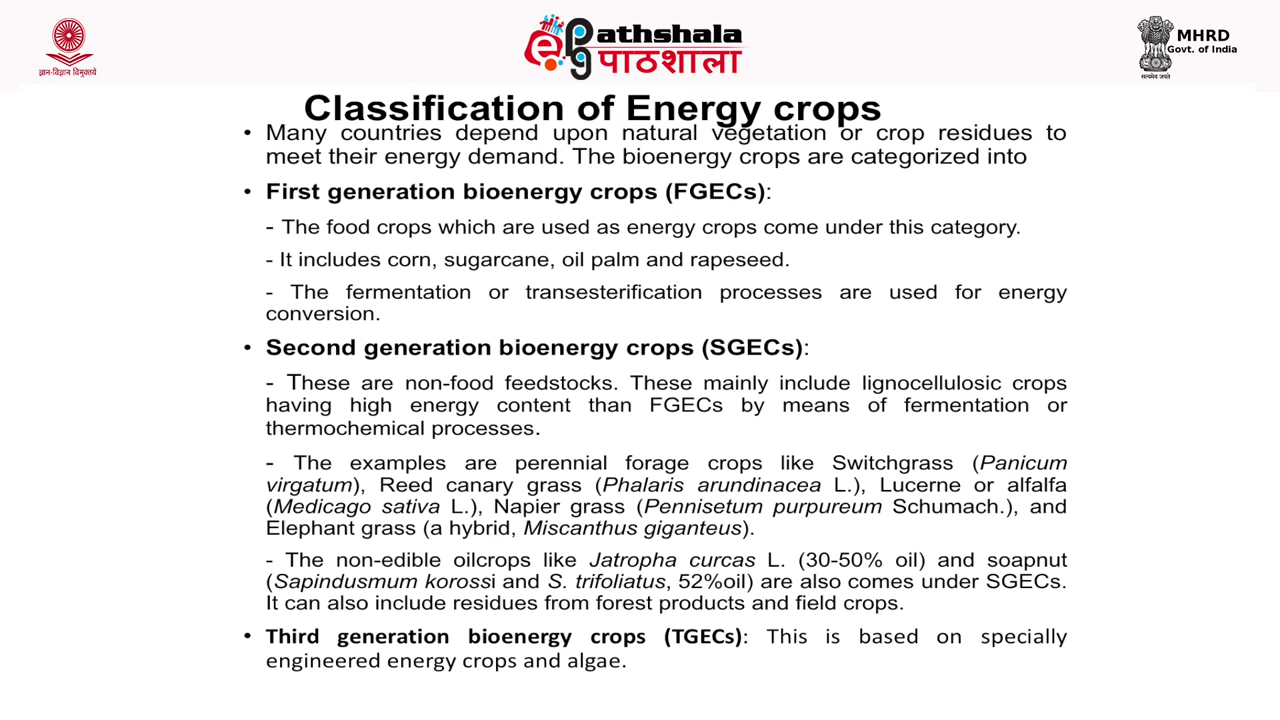 ज्ञान-विज्ञान विमुक्तये
ePG Pathshala
पाठशाला
MHRD
Govt. of India
सत्यमेव जयते
Classification of Energy crops
• Many countries depend upon natural vegetation or crop residues to
meet their energy demand. The bioenergy crops are categorized into
• First generation bioenergy crops (FGECs):
- The food crops which are used as energy crops come under this category.
- It includes corn, sugarcane, oil palm and rapeseed.
- The fermentation or transesterification processes are used for energy
conversion.
• Second generation bioenergy crops (SGECs):
- These are non-food feedstocks. These mainly include lignocellulosic crops
having high energy content than FGECs by means of fermentation or
thermochemical processes.
- The examples are perennial forage crops like Switchgrass (Panicum
virgatum), Reed canary grass (Phalaris arundinacea L.), Lucerne or alfalfa
(Medicago sativa L.), Napier grass (Pennisetum purpureum Schumach.), and
Elephant grass (a hybrid, Miscanthus giganteus).
- The non-edible oilcrops like Jatropha curcas L. (30-50% oil) and soapnut
(Sapindusmum korossi and S. trifoliatus, 52%oil) are also comes under SGECs.
It can also include residues from forest products and field crops.
• Third generation bioenergy crops (TGECs): This is based on specially
engineered energy crops and algae.